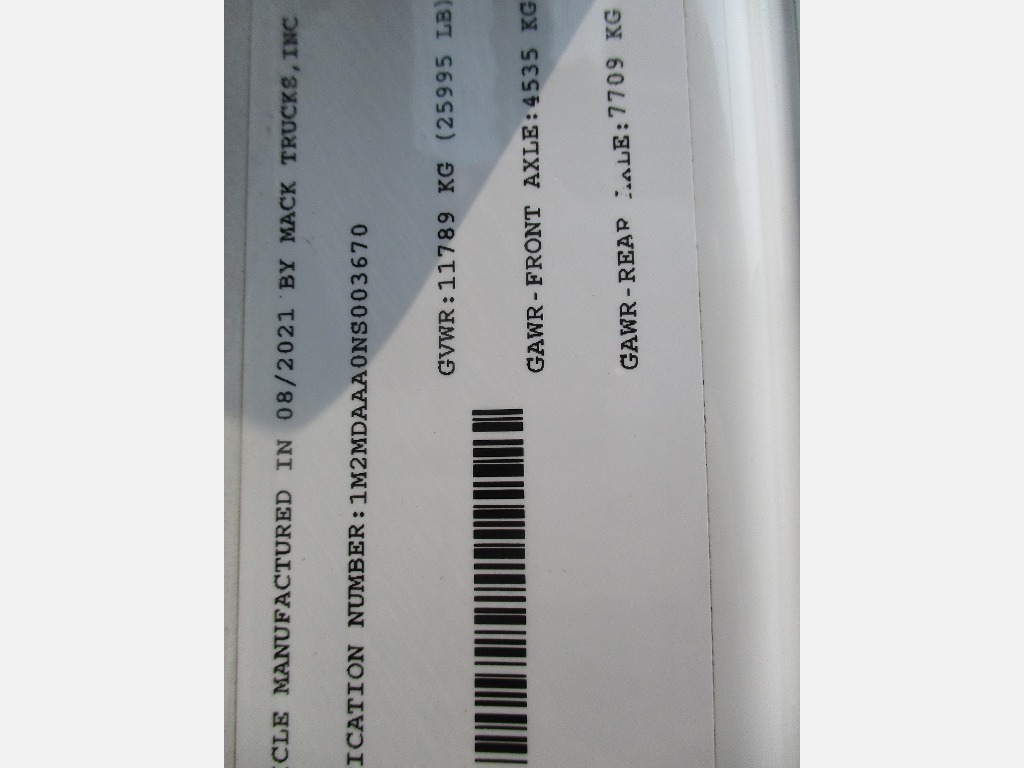 CLE MANUFACTURED IN 08/2021 BY MACK TRUCKS,INC
ICATION NUMBER:1M2MDAAA0NS003670
GVWR:11789 KG (25995 LB)
GAWR-FRONT AXLE:4535 KG
GAWR-REAR AXLE:7709 KG